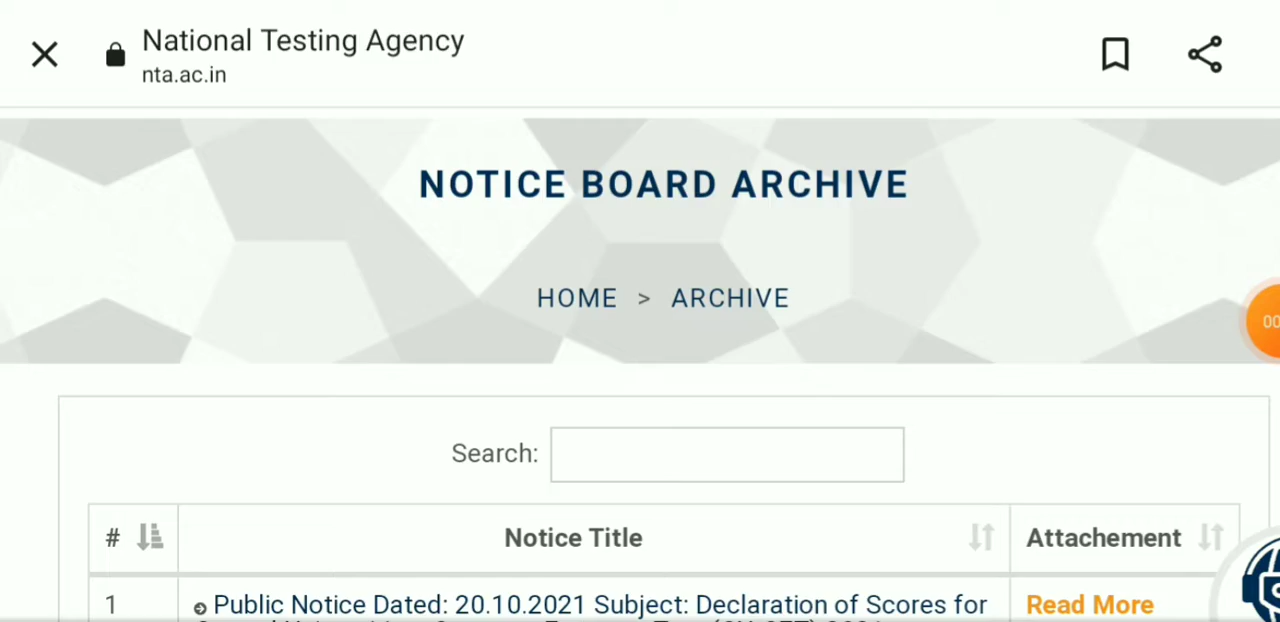 National Testing Agency
nta.ac.in
NOTICE BOARD ARCHIVE
HOME > ARCHIVE
00
Search:
# Notice Title Attachement
1 Public Notice Dated: 20.10.2021 Subject: Declaration of Scores for Read More